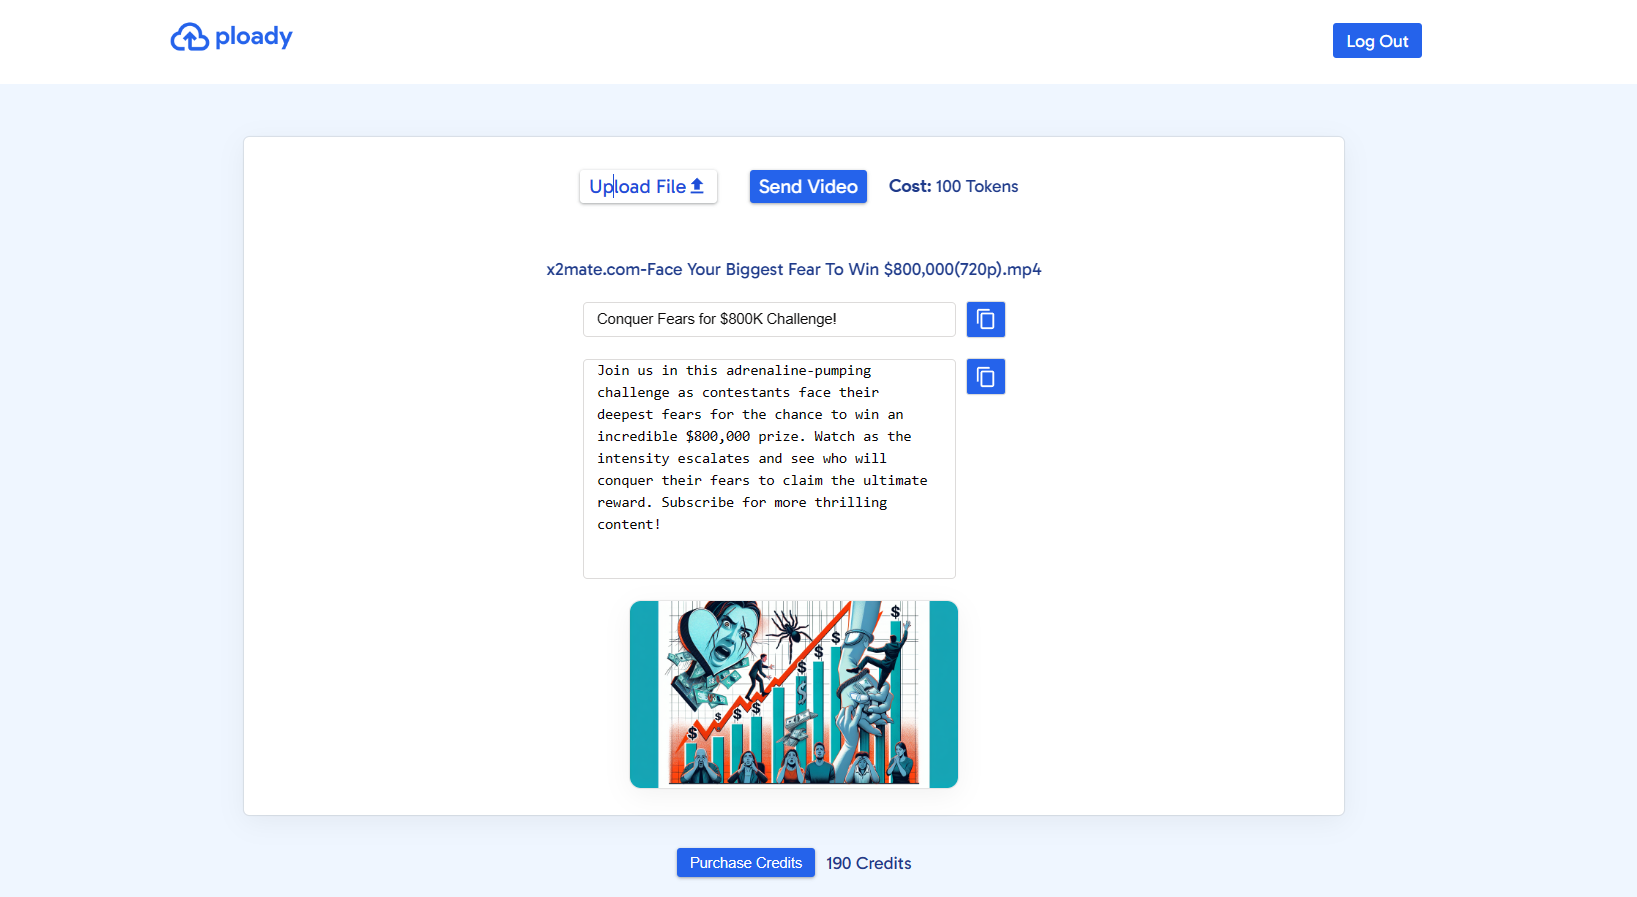 ploady
Log Out
Upload File
Send Video
Cost: 100 Tokens
x2mate.com-Face Your Biggest Fear To Win $800,000(720p).mp4
Conquer Fears for $800K Challenge!
Join us in this adrenaline-pumping
challenge as contestants face their
deepest fears for the chance to win an
incredible $800,000 prize. Watch as the
intensity escalates and see who will
conquer their fears to claim the ultimate
reward. Subscribe for more thrilling
content!
$
$
$
$
$
$
$
$
Purchase Credits
190 Credits